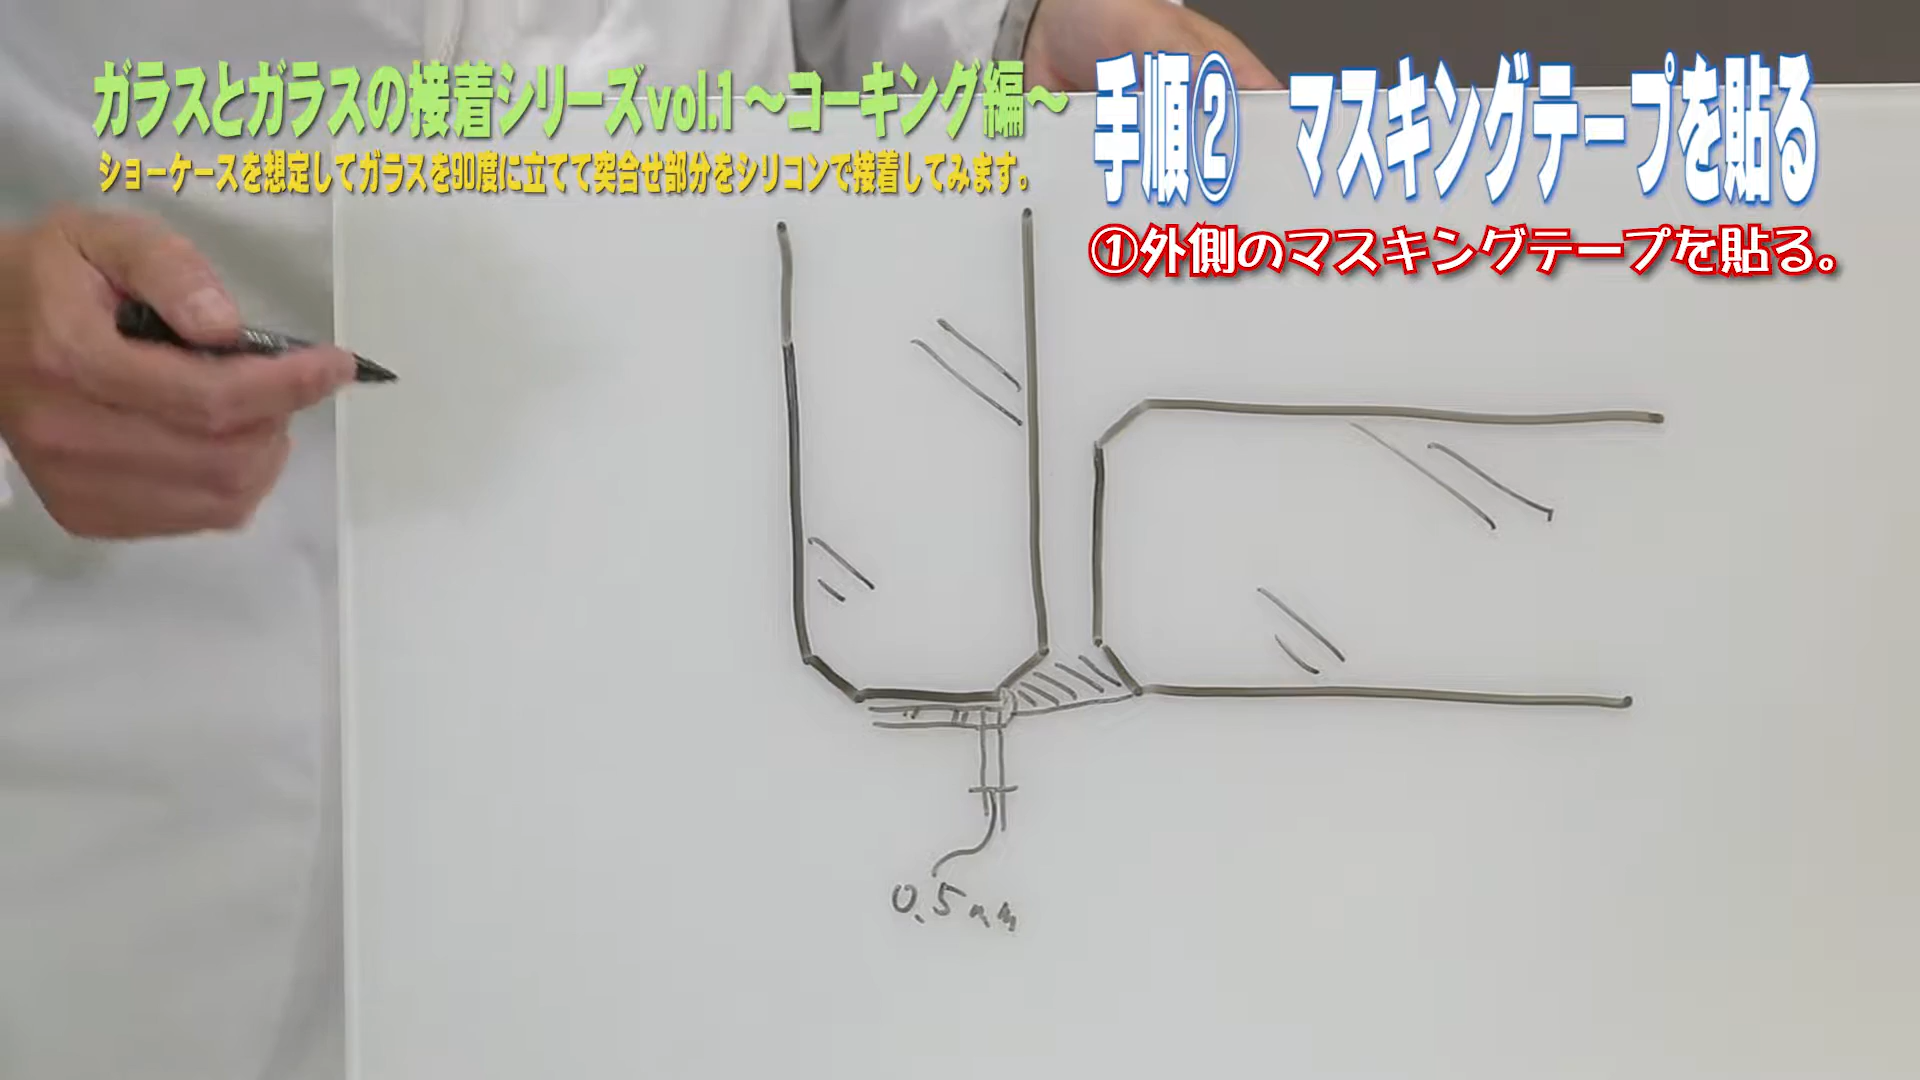 ガラスとガラスの接着シリーズvol.1～コーキング編～
ショーケースを想定してガラスを90度に立てて突合せ部分をシリコンで接着してみます。
手順② マスキングテープを貼る
①外側のマスキングテープを貼る。
0.5mm